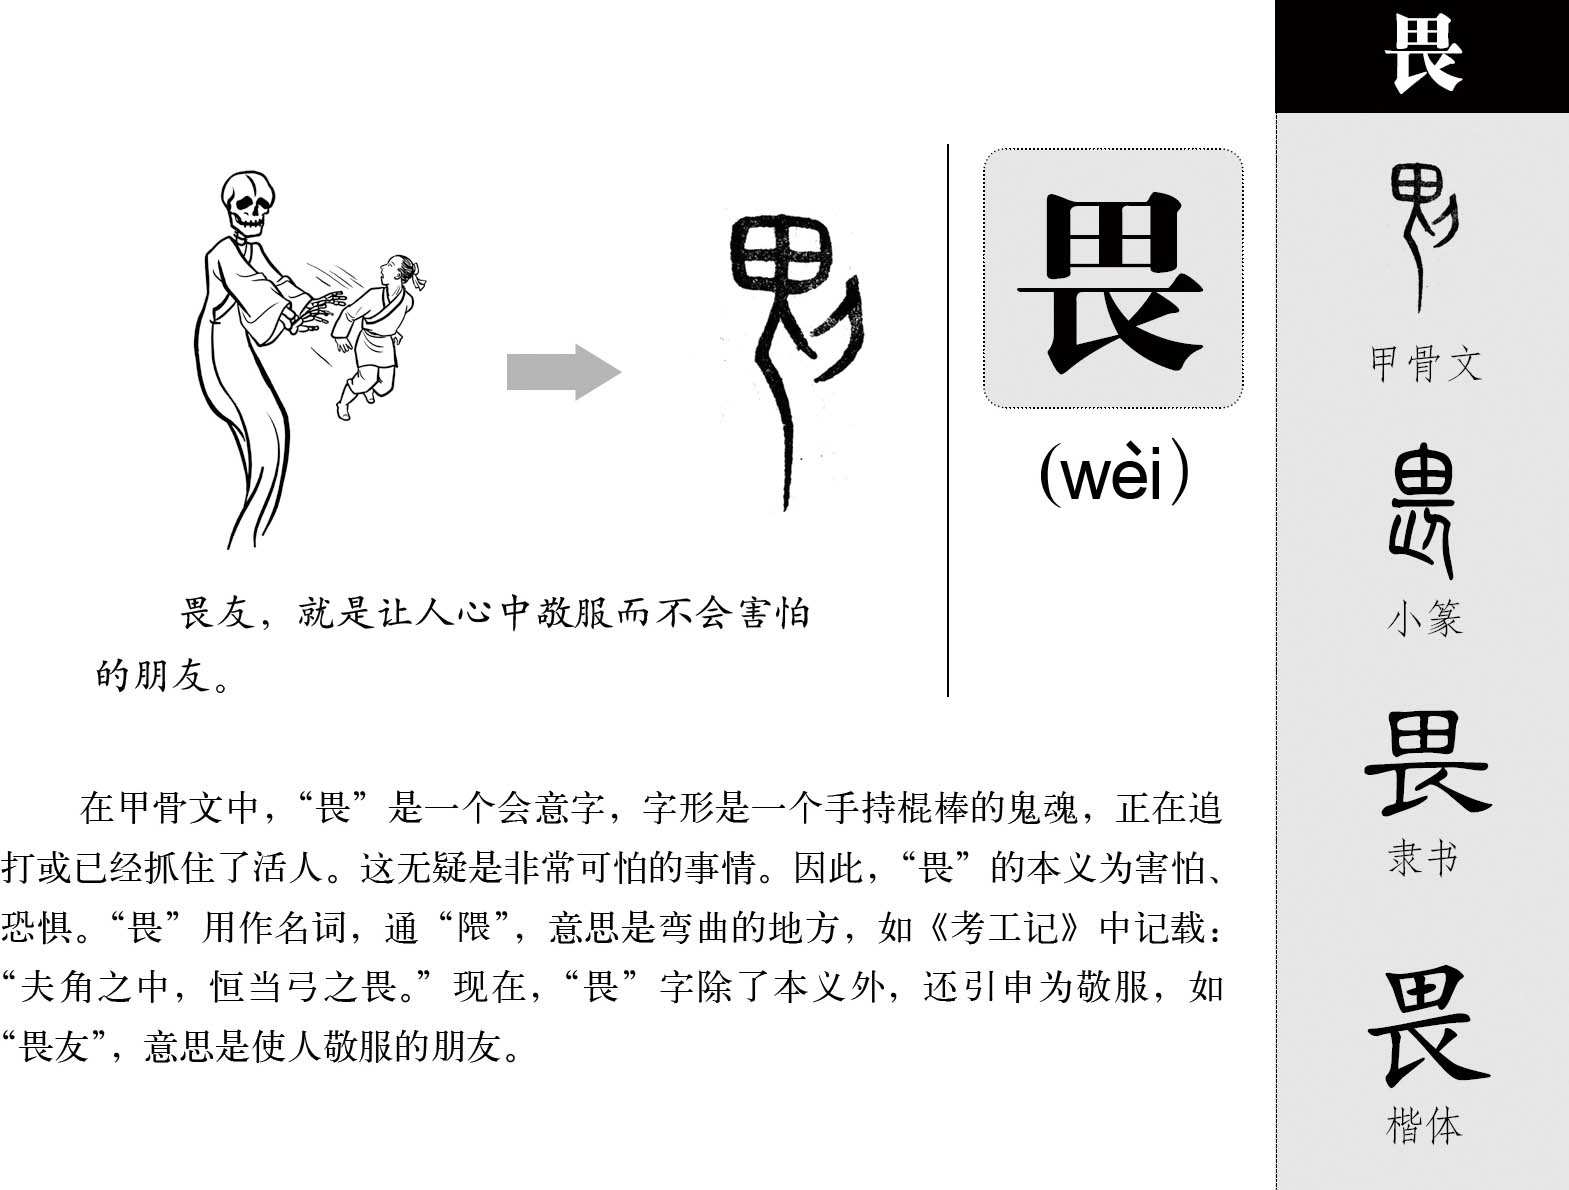 畏
畏
(wèi)
畏友，就是让人心中敬服而不会害怕
的朋友。
在甲骨文中，“畏”是一个会意字，字形是一个手持棍棒的鬼魂，正在追
打或已经抓住了活人。这无疑是非常可怕的事情。因此，“畏”的本义为害怕、
恐惧。“畏”用作名词，通“隈”，意思是弯曲的地方，如《考工记》中记载：
“夫角之中，恒当弓之畏。”现在，“畏”字除了本义外，还引申为敬服，如
“畏友”，意思是使人敬服的朋友。
甲骨文
畏
小篆
畏
隶书
畏
楷体